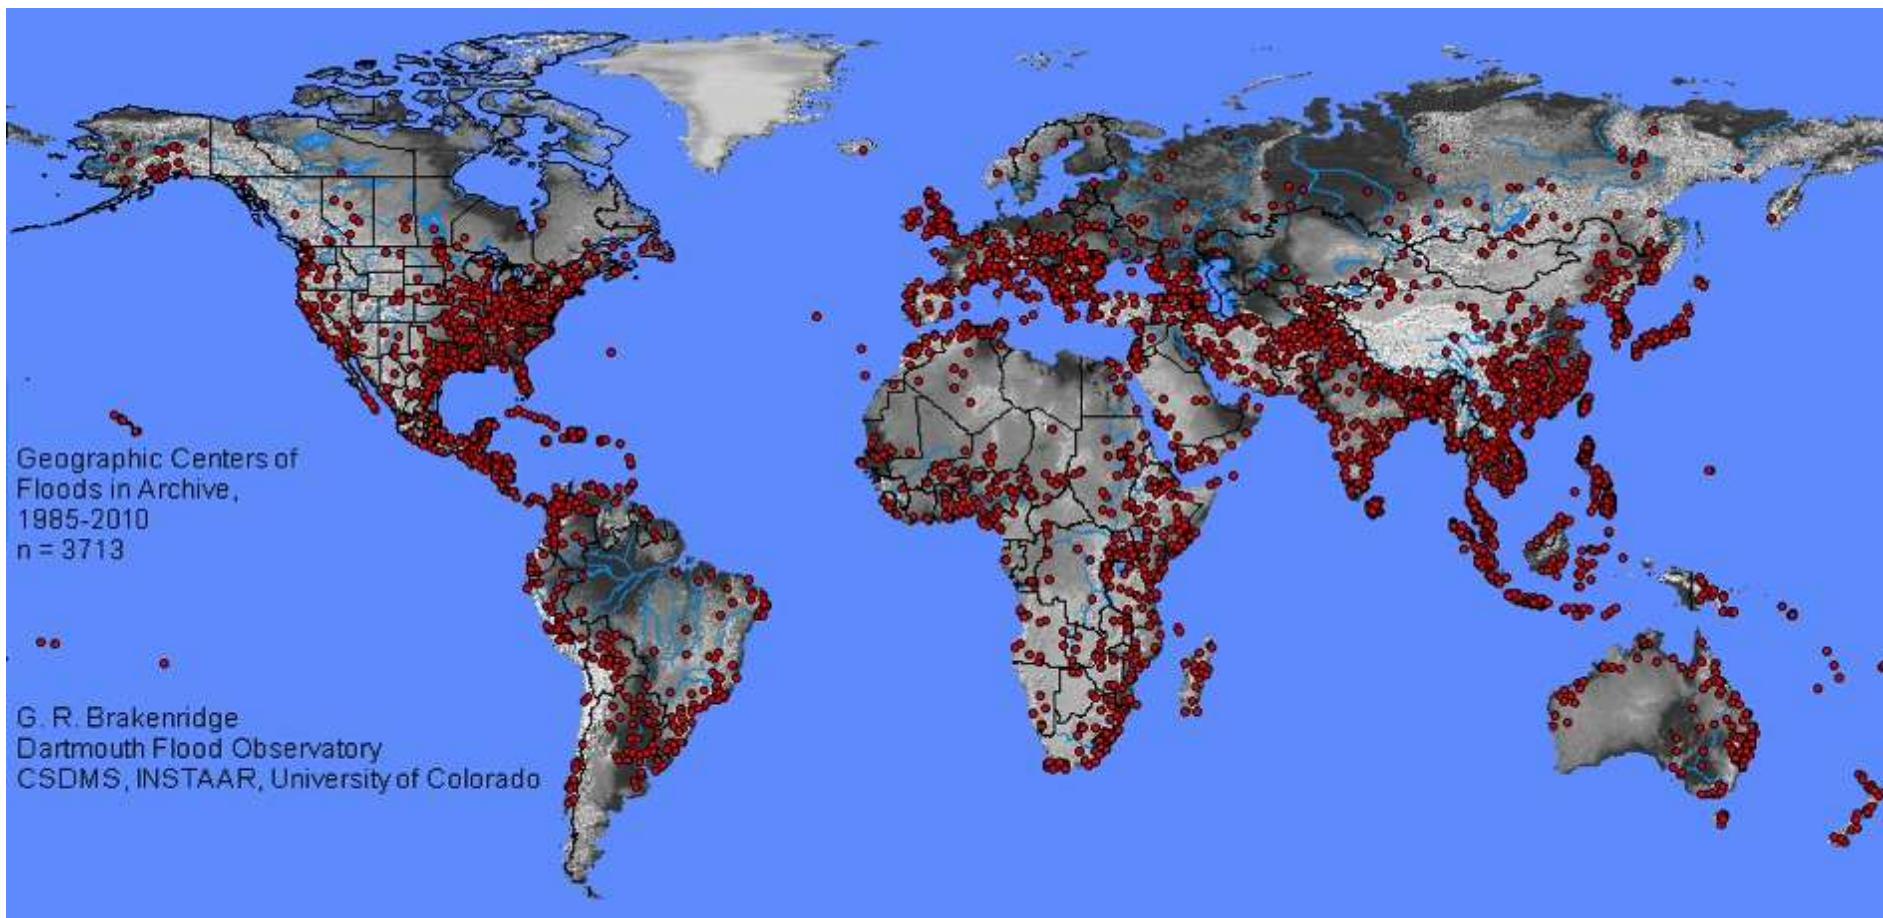 Geographic Centers of
Floods in Archive,
1985-2010
n = 3713
G. R. Brakenridge
Dartmouth Flood Observatory
CSDMS, INSTAAR, University of Colorado